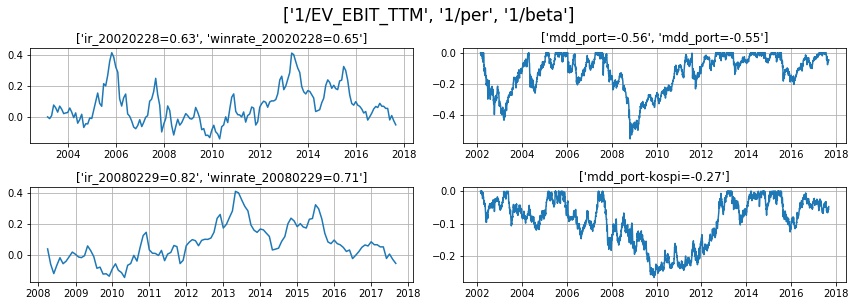 ['1/EV_EBIT_TTM', '1/per', '1/beta']
['ir_20020228=0.63', 'winrate_20020228=0.65']
['mdd_port=-0.56', 'mdd_port=-0.55']
0.4
0.2
0.0
2004 2006 2008 2010 2012 2014 2016 2018
0.0
−0.2
−0.4
2002 2004 2006 2008 2010 2012 2014 2016 2018
['ir_20080229=0.82', 'winrate_20080229=0.71']
['mdd_port-kospi=-0.27']
0.4
0.2
0.0
2008 2009 2010 2011 2012 2013 2014 2015 2016 2017 2018
0.0
−0.1
−0.2
2002 2004 2006 2008 2010 2012 2014 2016 2018